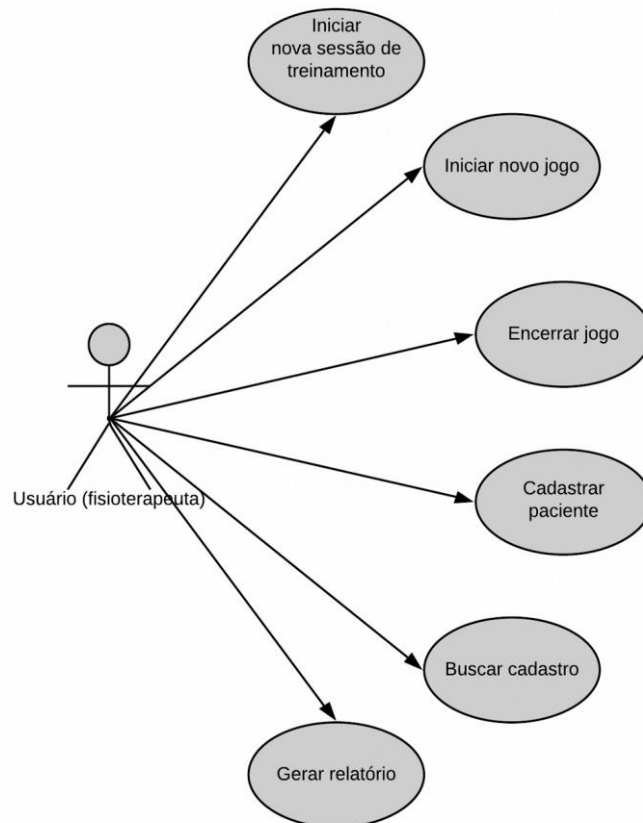 Iniciar
nova sessão de
treinamento
Iniciar novo jogo
Encerrar jogo
Usuário (fisioterapeuta)
Cadastrar
paciente
Buscar cadastro
Gerar relatório